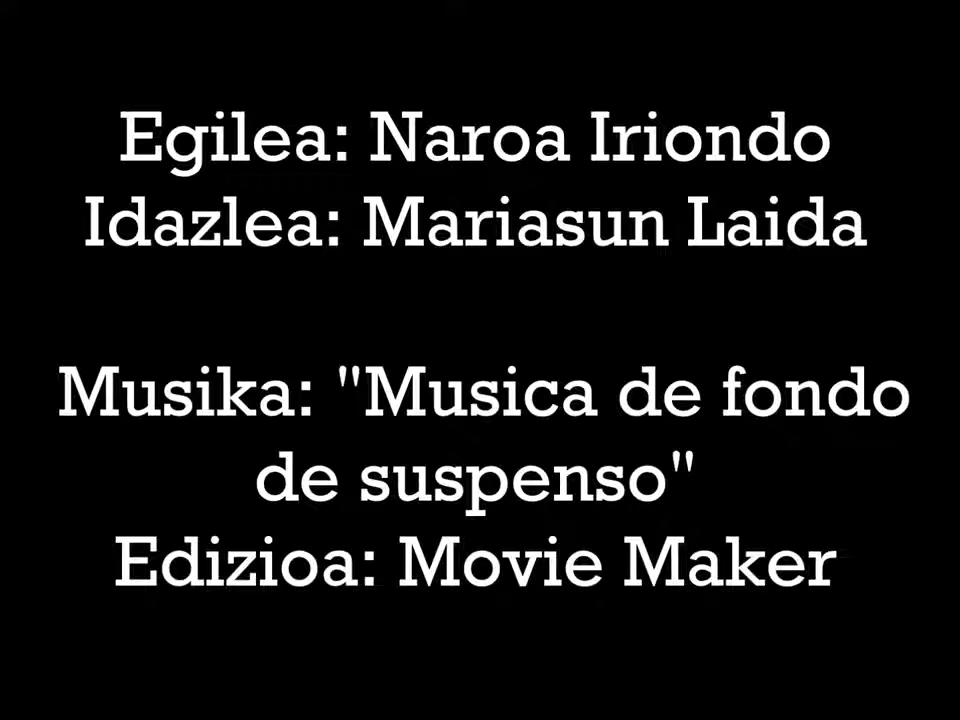 Egilea: Naroa Iriondo
Idazlea: Mariasun Laida
Musika: "Musica de fondo
de suspenso"
Edizioa: Movie Maker